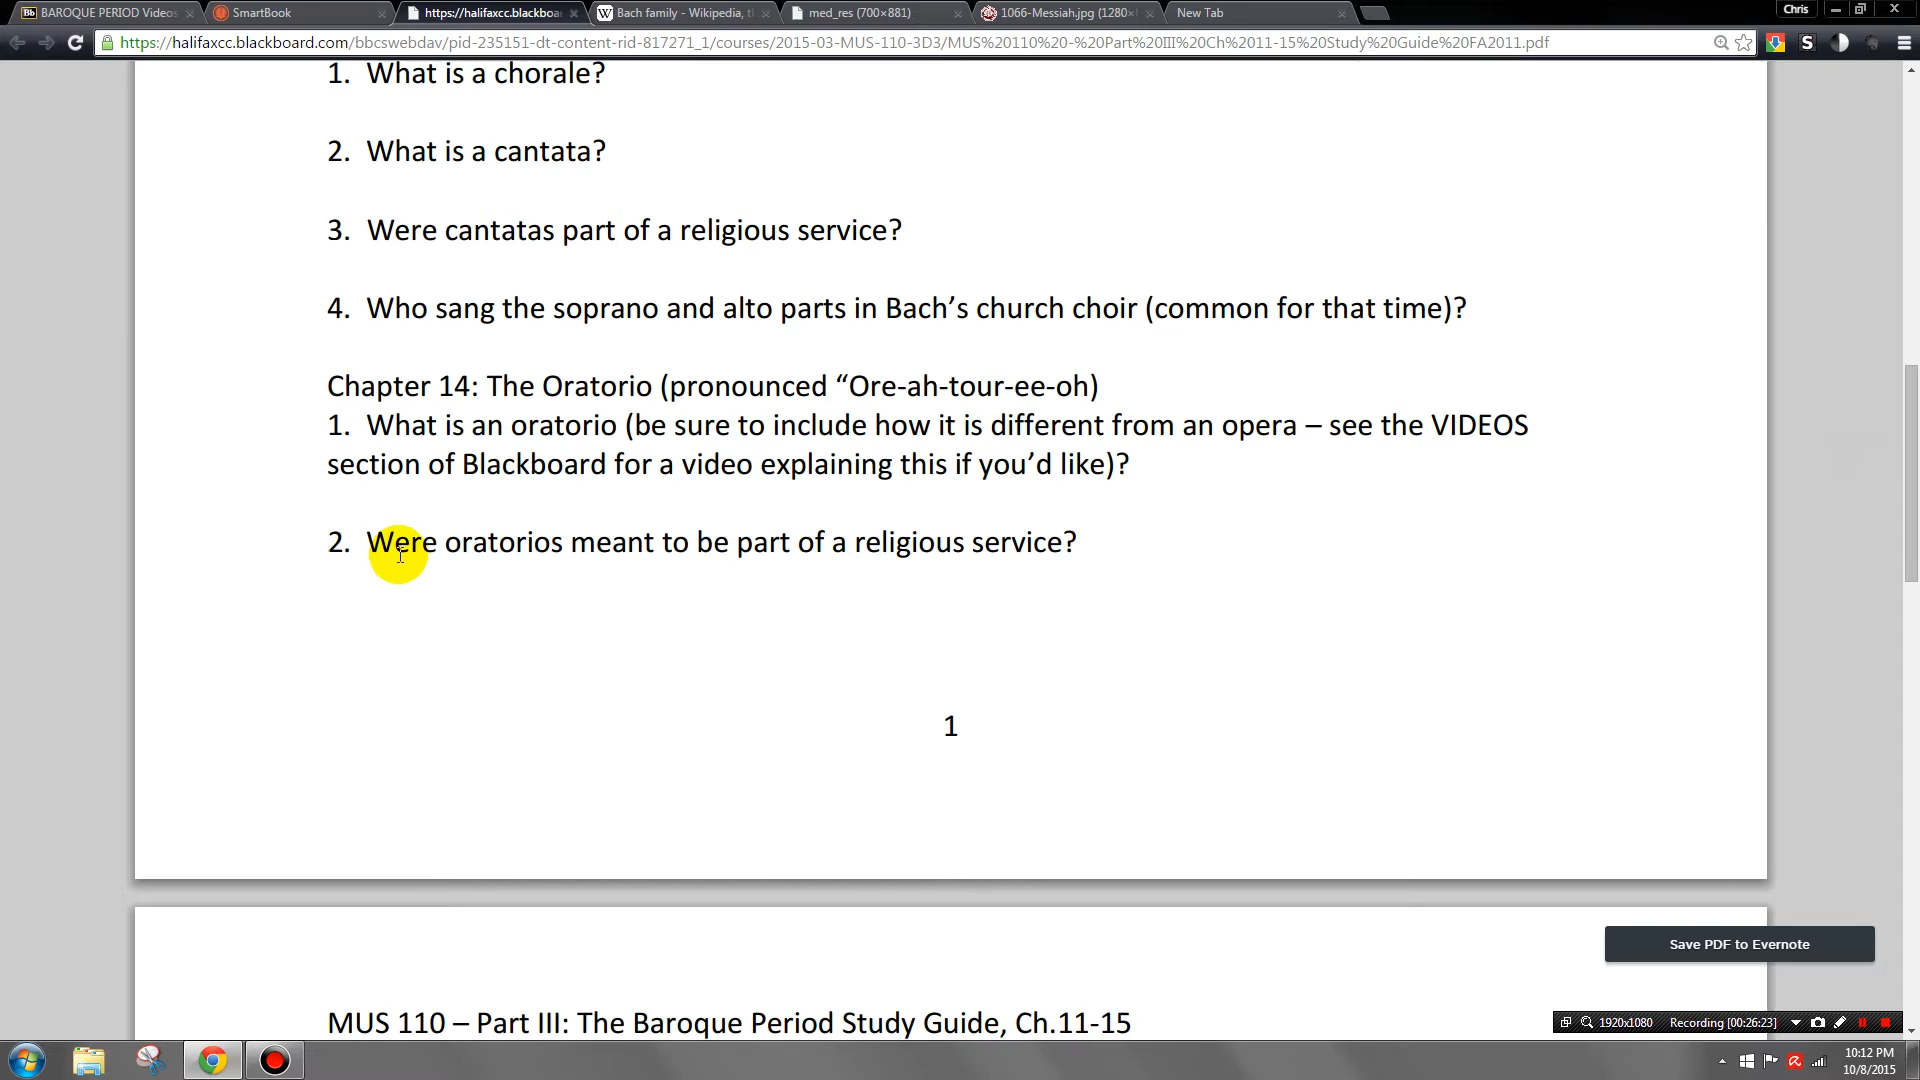 BAROQUE PERIOD Videos
SmartBook
https://halifaxcc.blackboa
Bach family - Wikipedia, t
med_res (700×881)
1066-Messiah.jpg (1280×
New Tab
Chris
https://halifaxcc.blackboard.com/bbcswebdav/pid-235151-dt-content-rid-817271_1/courses/2015-03-MUS-110-3D3/MUS%20110%20-%20Part%20III%20Ch%2011-15%20Study%20Guide%20FA2011.pdf
1. What is a chorale?
2. What is a cantata?
3. Were cantatas part of a religious service?
4. Who sang the soprano and alto parts in Bach’s church choir (common for that time)?
Chapter 14: The Oratorio (pronounced “Ore-ah-tour-ee-oh)
1. What is an oratorio (be sure to include how it is different from an opera – see the VIDEOS
section of Blackboard for a video explaining this if you’d like)?
2. Were oratorios meant to be part of a religious service?
1
Save PDF to Evernote
MUS 110 – Part III: The Baroque Period Study Guide, Ch.11-15
1920x1080 Recording [00:26:23]
10:12 PM
10/8/2015